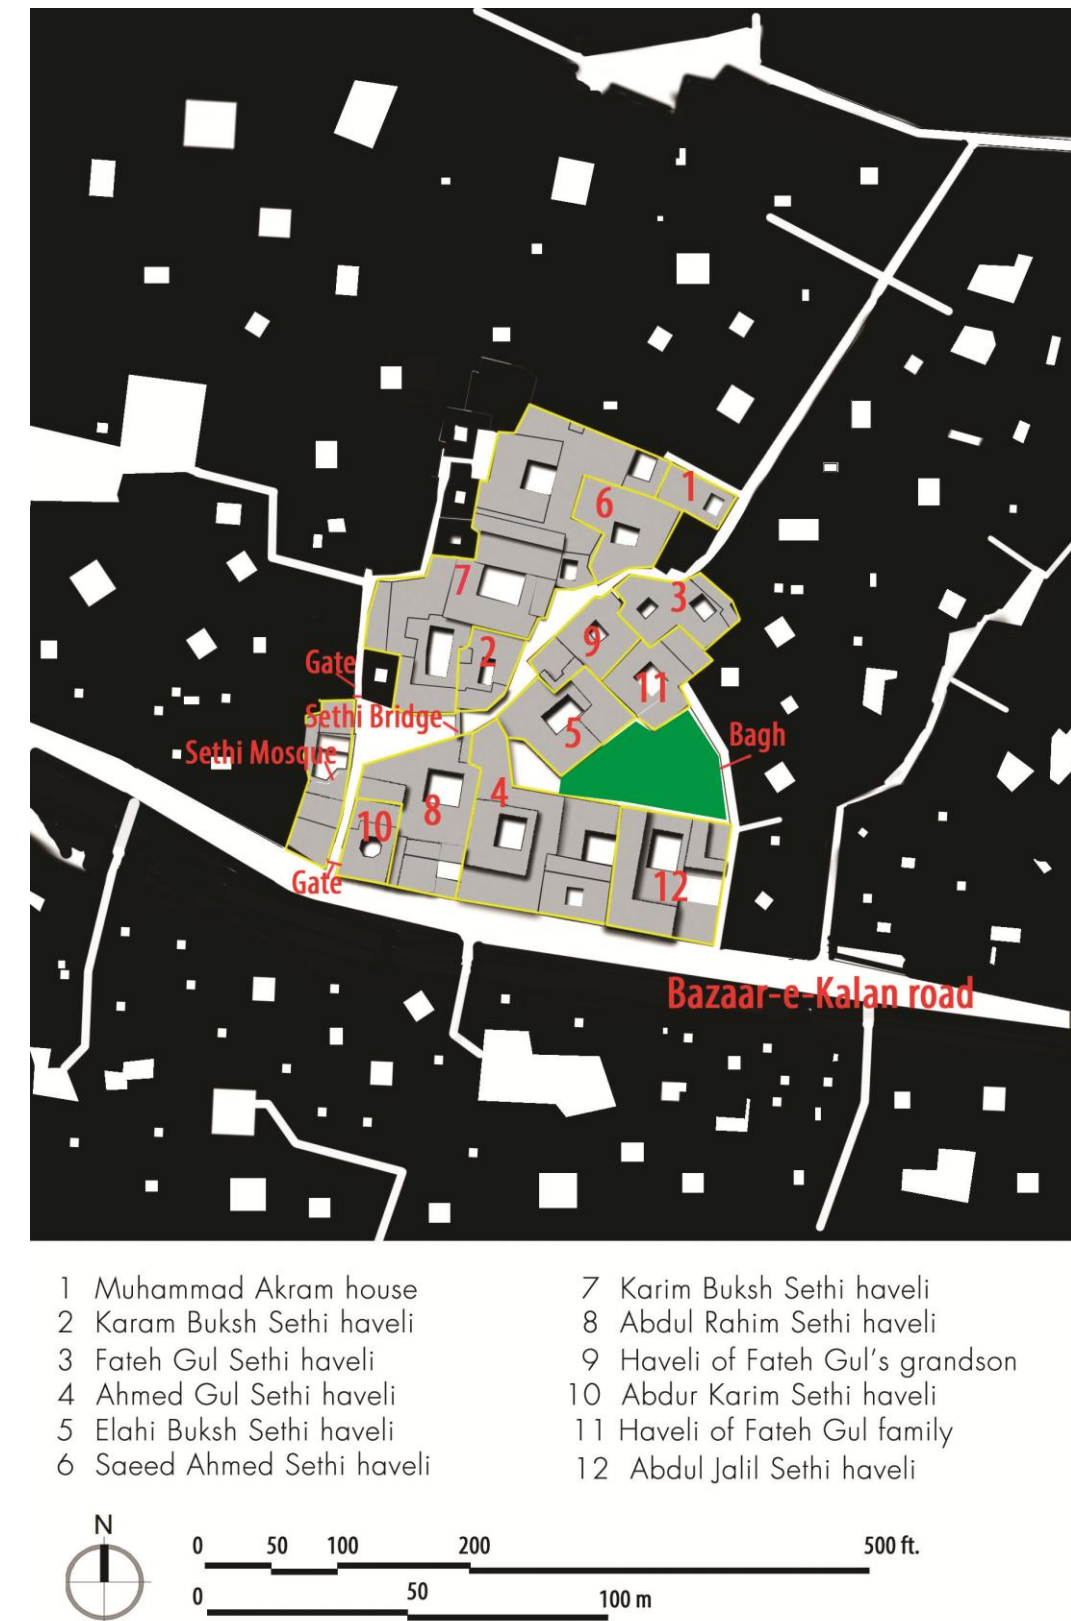 1
6
7
3
2
9
Gate
11
Sethi Bridge
5
Bagh
Sethi Mosque
4
8
10
12
Gate
Bazaar-e-Kalan road
1 Muhammad Akram house
2 Karam Buksh Sethi haveli
3 Fateh Gul Sethi haveli
4 Ahmed Gul Sethi haveli
5 Elahi Buksh Sethi haveli
6 Saeed Ahmed Sethi haveli
7 Karim Buksh Sethi haveli
8 Abdul Rahim Sethi haveli
9 Haveli of Fateh Gul's grandson
10 Abdur Karim Sethi haveli
11 Haveli of Fateh Gul family
12 Abdul Jalil Sethi haveli
N
0 50 100 200 500 ft.
0 50 100 m